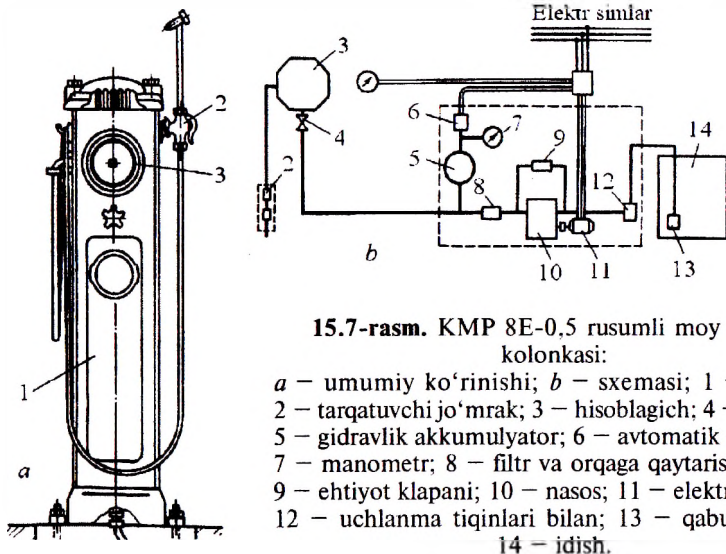 Elektr simlar
2
3
1
a
3
4
2
6
7
5
8
9
10
11
12
14
13
b
15.7-rasm. KMP 8E-0,5 rusumli moy
kolonkasi:
a – umumiy ko‘rinishi; b – sxemasi; 1
2 – tarqatuvchi jo‘mrak; 3 – hisoblagich; 4 –
5 – gidravlik akkumulyator; 6 – avtomatik
7 – manometr; 8 – filtr va orqaga
9 – ehtiyot klapani; 10 – nasos; 11 –
12 – uchlanma tiqinlari bilan; 13 –
14 – idish.